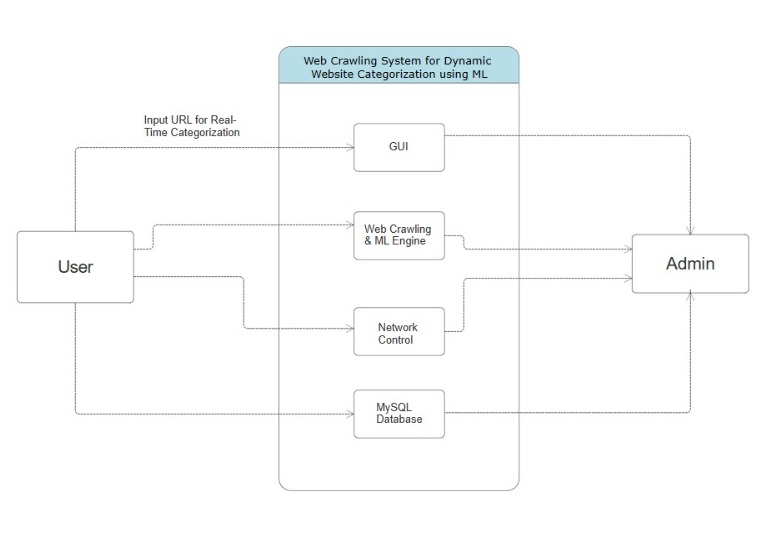 Web Crawling System for Dynamic
Website Categorization using ML
Input URL for Real-
Time Categorization
GUI
Web Crawling
& ML Engine
User
Admin
Network
Control
MySQL
Database